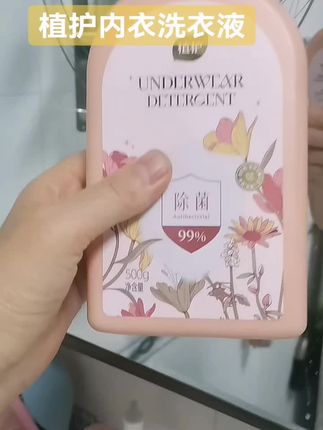 植护内衣洗衣液
植护
UNDERWEAR
DETERGENT
除菌
Antibacterial
99%
500g
净含量